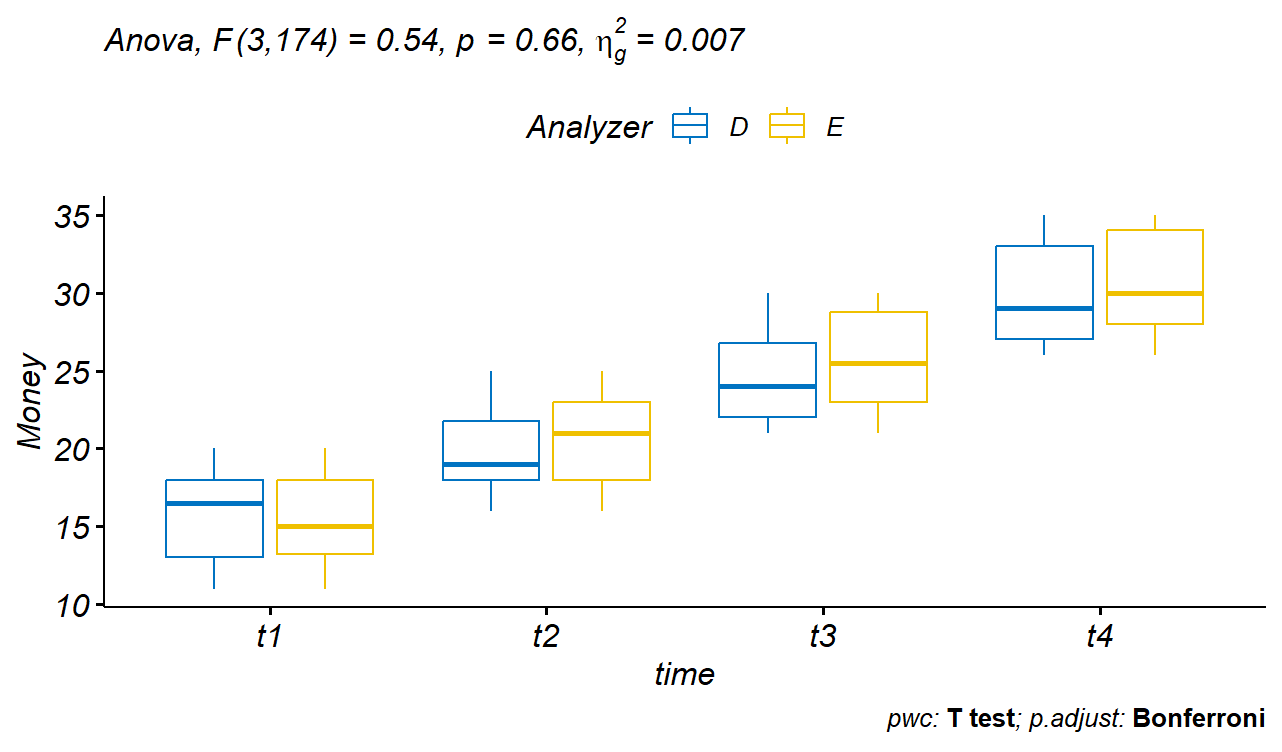 Anova, F(3,174) = 0.54, p = 0.66, η²g = 0.007
Analyzer D E
Money
35
30
25
20
15
10
t1 t2 t3 t4
time
pwc: T test; p.adjust: Bonferroni